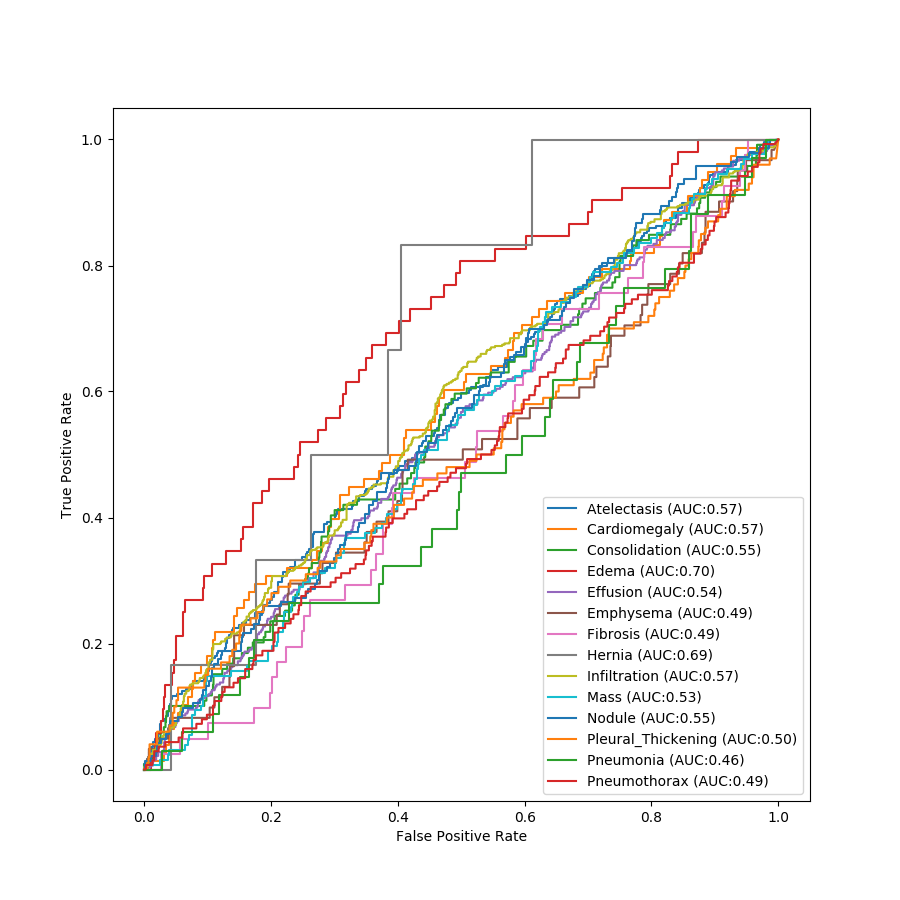 1.0
0.8
0.6
0.4
0.2
0.0
True Positive Rate
Atelectasis (AUC:0.57)
Cardiomegaly (AUC:0.57)
Consolidation (AUC:0.55)
Edema (AUC:0.70)
Effusion (AUC:0.54)
Emphysema (AUC:0.49)
Fibrosis (AUC:0.49)
Hernia (AUC:0.69)
Infiltration (AUC:0.57)
Mass (AUC:0.53)
Nodule (AUC:0.55)
Pleural_Thickening (AUC:0.50)
Pneumonia (AUC:0.46)
Pneumothorax (AUC:0.49)
0.0 0.2 0.4 0.6 0.8 1.0
False Positive Rate